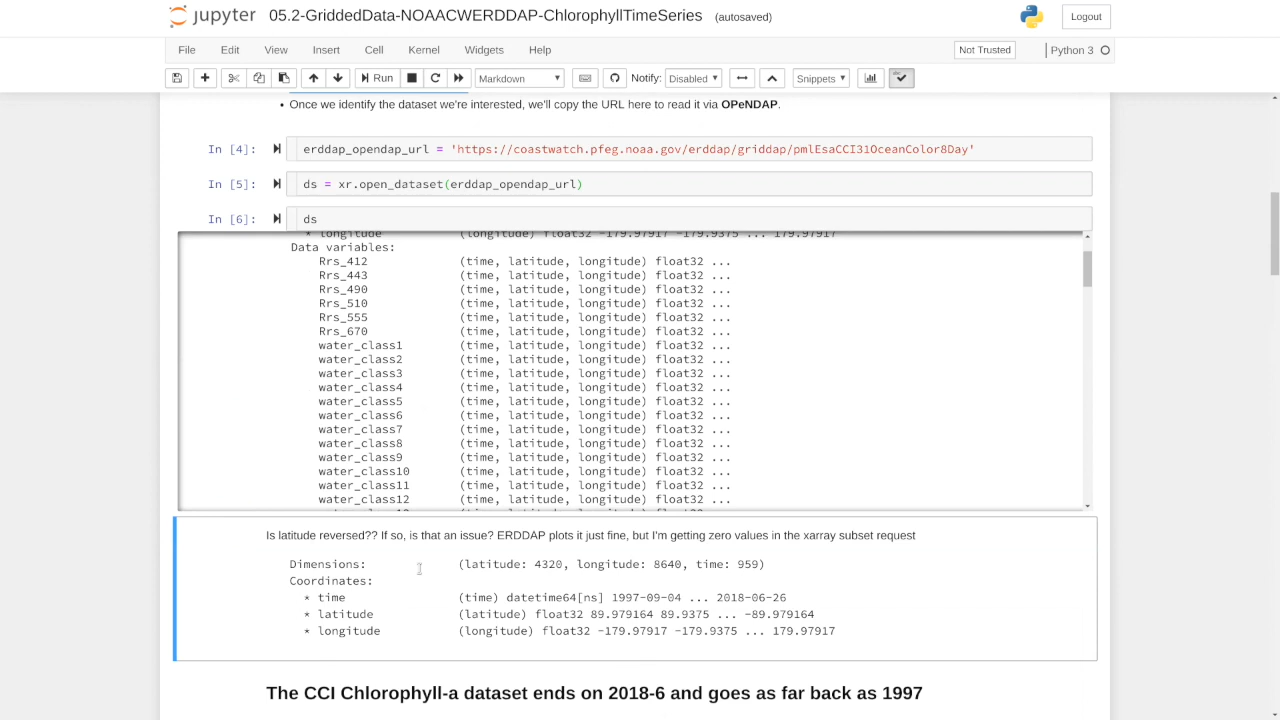 jupyter 05.2-GriddedData-NOAACWERDDAP-ChlorophyllTimeSeries (autosaved) Logout
File Edit View Insert Cell Kernel Widgets Help Not Trusted Python 3
Run Markdown Notify: Disabled Snippets
• Once we identify the dataset we're interested, we'll copy the URL here to read it via OPeNDAP.
In [4]: erddap_opendap_url = 'https://coastwatch.pfeg.noaa.gov/erddap/griddap/pmlEsaCCI31OceanColor8Day'
In [5]: ds = xr.open_dataset(erddap_opendap_url)
In [6]: ds
* longitude (longitude) float32 -179.97917 -179.9375 ... 179.97917
Data variables:
Rrs_412 (time, latitude, longitude) float32 ...
Rrs_443 (time, latitude, longitude) float32 ...
Rrs_490 (time, latitude, longitude) float32 ...
Rrs_510 (time, latitude, longitude) float32 ...
Rrs_555 (time, latitude, longitude) float32 ...
Rrs_670 (time, latitude, longitude) float32 ...
water_class1 (time, latitude, longitude) float32 ...
water_class2 (time, latitude, longitude) float32 ...
water_class3 (time, latitude, longitude) float32 ...
water_class4 (time, latitude, longitude) float32 ...
water_class5 (time, latitude, longitude) float32 ...
water_class6 (time, latitude, longitude) float32 ...
water_class7 (time, latitude, longitude) float32 ...
water_class8 (time, latitude, longitude) float32 ...
water_class9 (time, latitude, longitude) float32 ...
water_class10 (time, latitude, longitude) float32 ...
water_class11 (time, latitude, longitude) float32 ...
water_class12 (time, latitude, longitude) float32 ...
Is latitude reversed?? If so, is that an issue? ERDDAP plots it just fine, but I'm getting zero values in the xarray subset request
Dimensions: (latitude: 4320, longitude: 8640, time: 959)
Coordinates:
* time (time) datetime64[ns] 1997-09-04 ... 2018-06-26
* latitude (latitude) float32 89.979164 89.9375 ... -89.979164
* longitude (longitude) float32 -179.97917 -179.9375 ... 179.97917
The CCI Chlorophyll-a dataset ends on 2018-6 and goes as far back as 1997